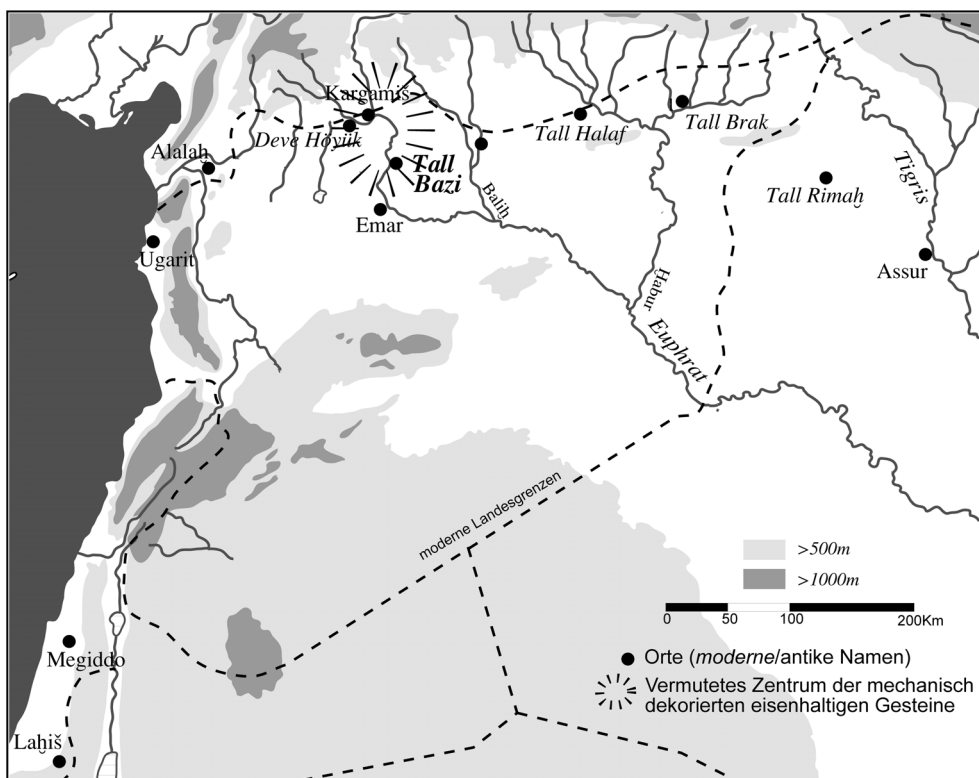 Kargamiš
Deve Höyük
Tall Halaf
Tall Brak
Alalaḫ
Tall
Bazi
Tall Rimaḫ
Tigris
Baliḫ
Emar
Ugarit
Assur
Ḫabur
Euphrat
moderne Landesgrenzen
>500m
>1000m
0 50 100 200Km
Megiddo
Orte (moderne/antike Namen)
Vermutetes Zentrum der mechanisch
dekorierten eisenhaltigen Gesteine
Laḫiš